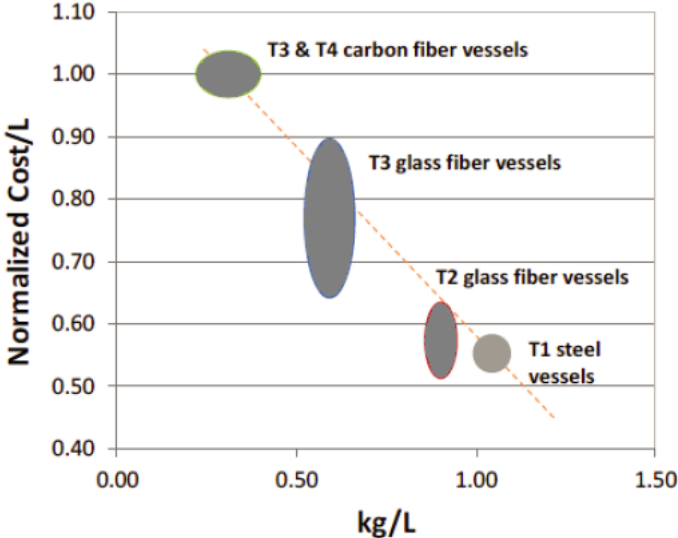 1.10
T3 & T4 carbon fiber vessels
1.00
0.90
T3 glass fiber vessels
0.80
Normalized Cost/L
0.70
T2 glass fiber vessels
0.60
T1 steel
vessels
0.50
0.40
0.00 0.50 1.00 1.50
kg/L